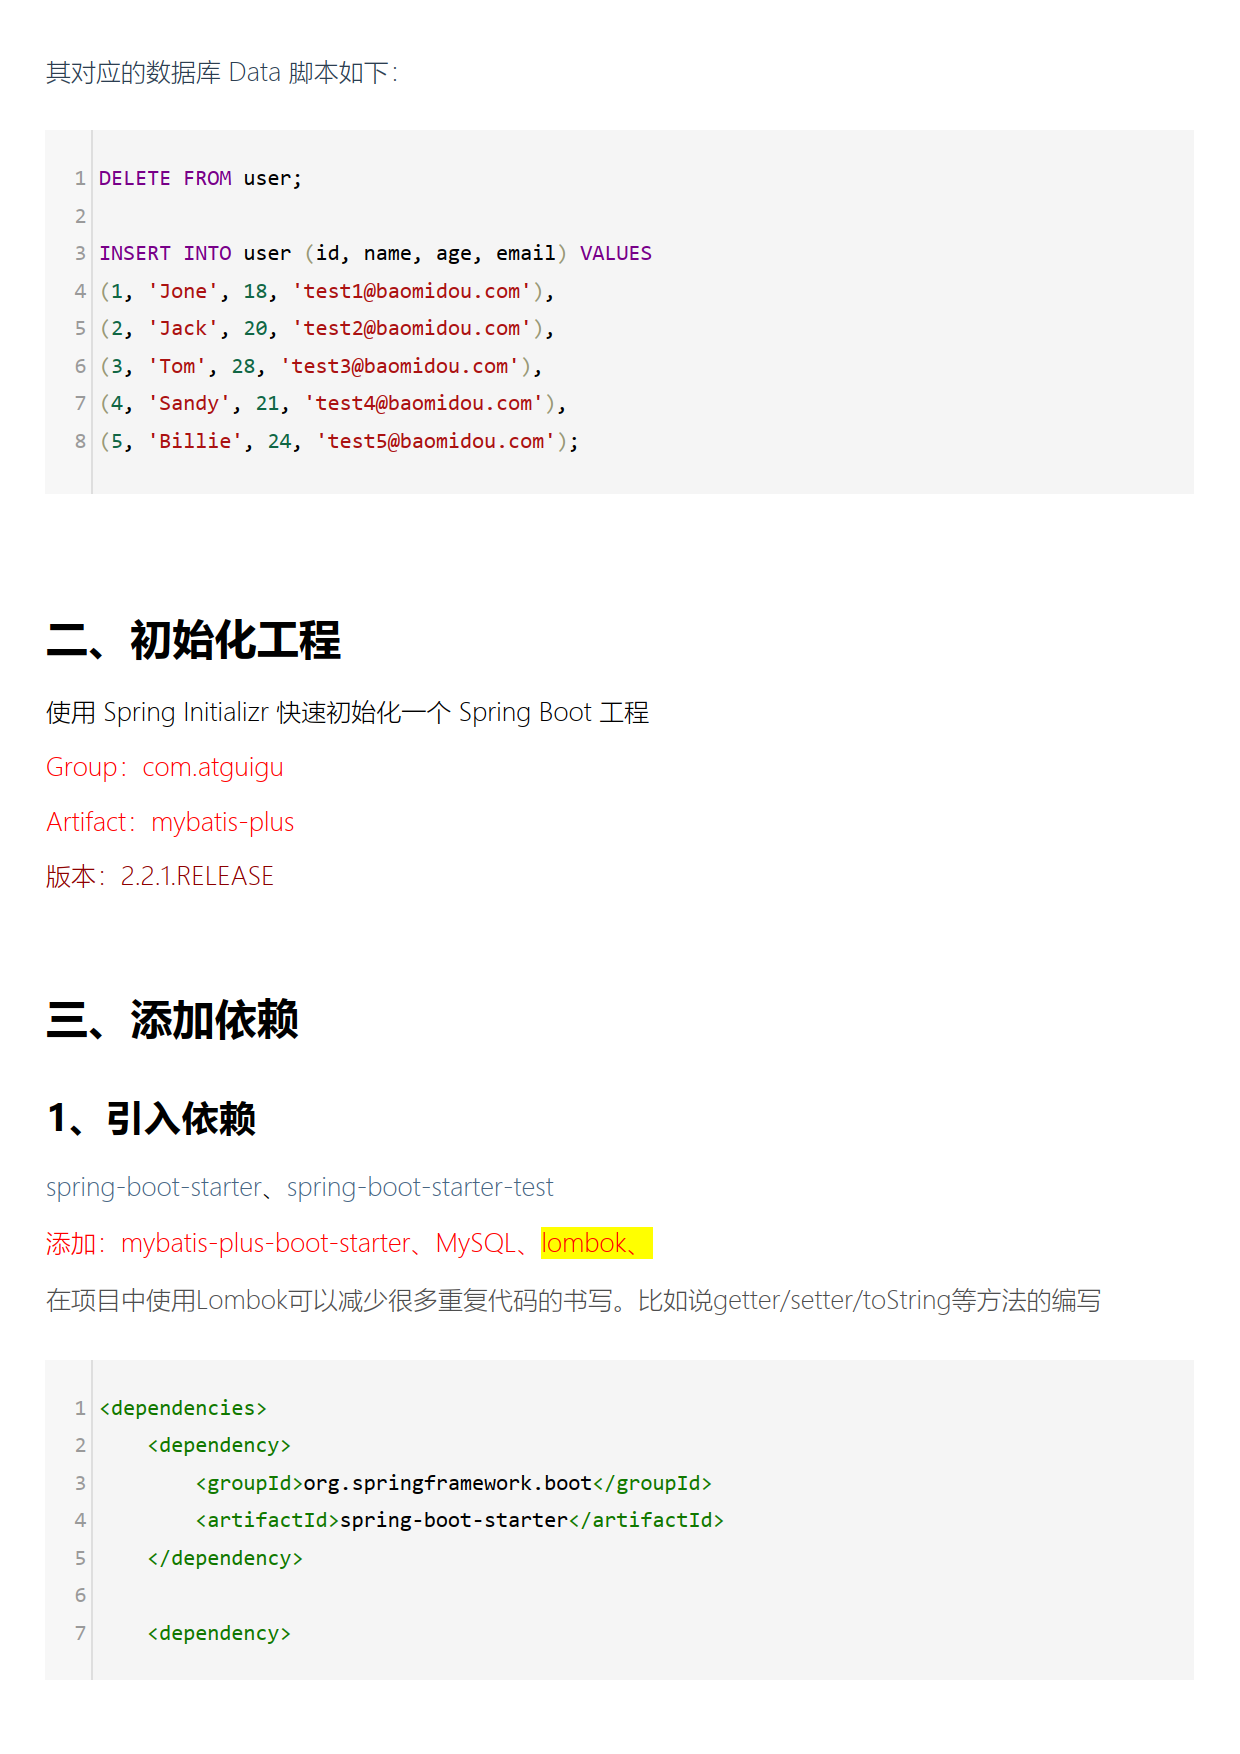 其对应的数据库 Data 脚本如下：
1 DELETE FROM user;
2
3 INSERT INTO user (id, name, age, email) VALUES
4 (1, 'Jone', 18, 'test1@baomidou.com'),
5 (2, 'Jack', 20, 'test2@baomidou.com'),
6 (3, 'Tom', 28, 'test3@baomidou.com'),
7 (4, 'Sandy', 21, 'test4@baomidou.com'),
8 (5, 'Billie', 24, 'test5@baomidou.com');
二、初始化工程
使用 Spring Initializr 快速初始化一个 Spring Boot 工程
Group：com.atguigu
Artifact：mybatis-plus
版本：2.2.1.RELEASE
三、添加依赖
1、引入依赖
spring-boot-starter、spring-boot-starter-test
添加：mybatis-plus-boot-starter、MySQL、lombok、
在项目中使用Lombok可以减少很多重复代码的书写。比如说getter/setter/toString等方法的编写
1 <dependencies>
2     <dependency>
3         <groupId>org.springframework.boot</groupId>
4         <artifactId>spring-boot-starter</artifactId>
5     </dependency>
6
7     <dependency>